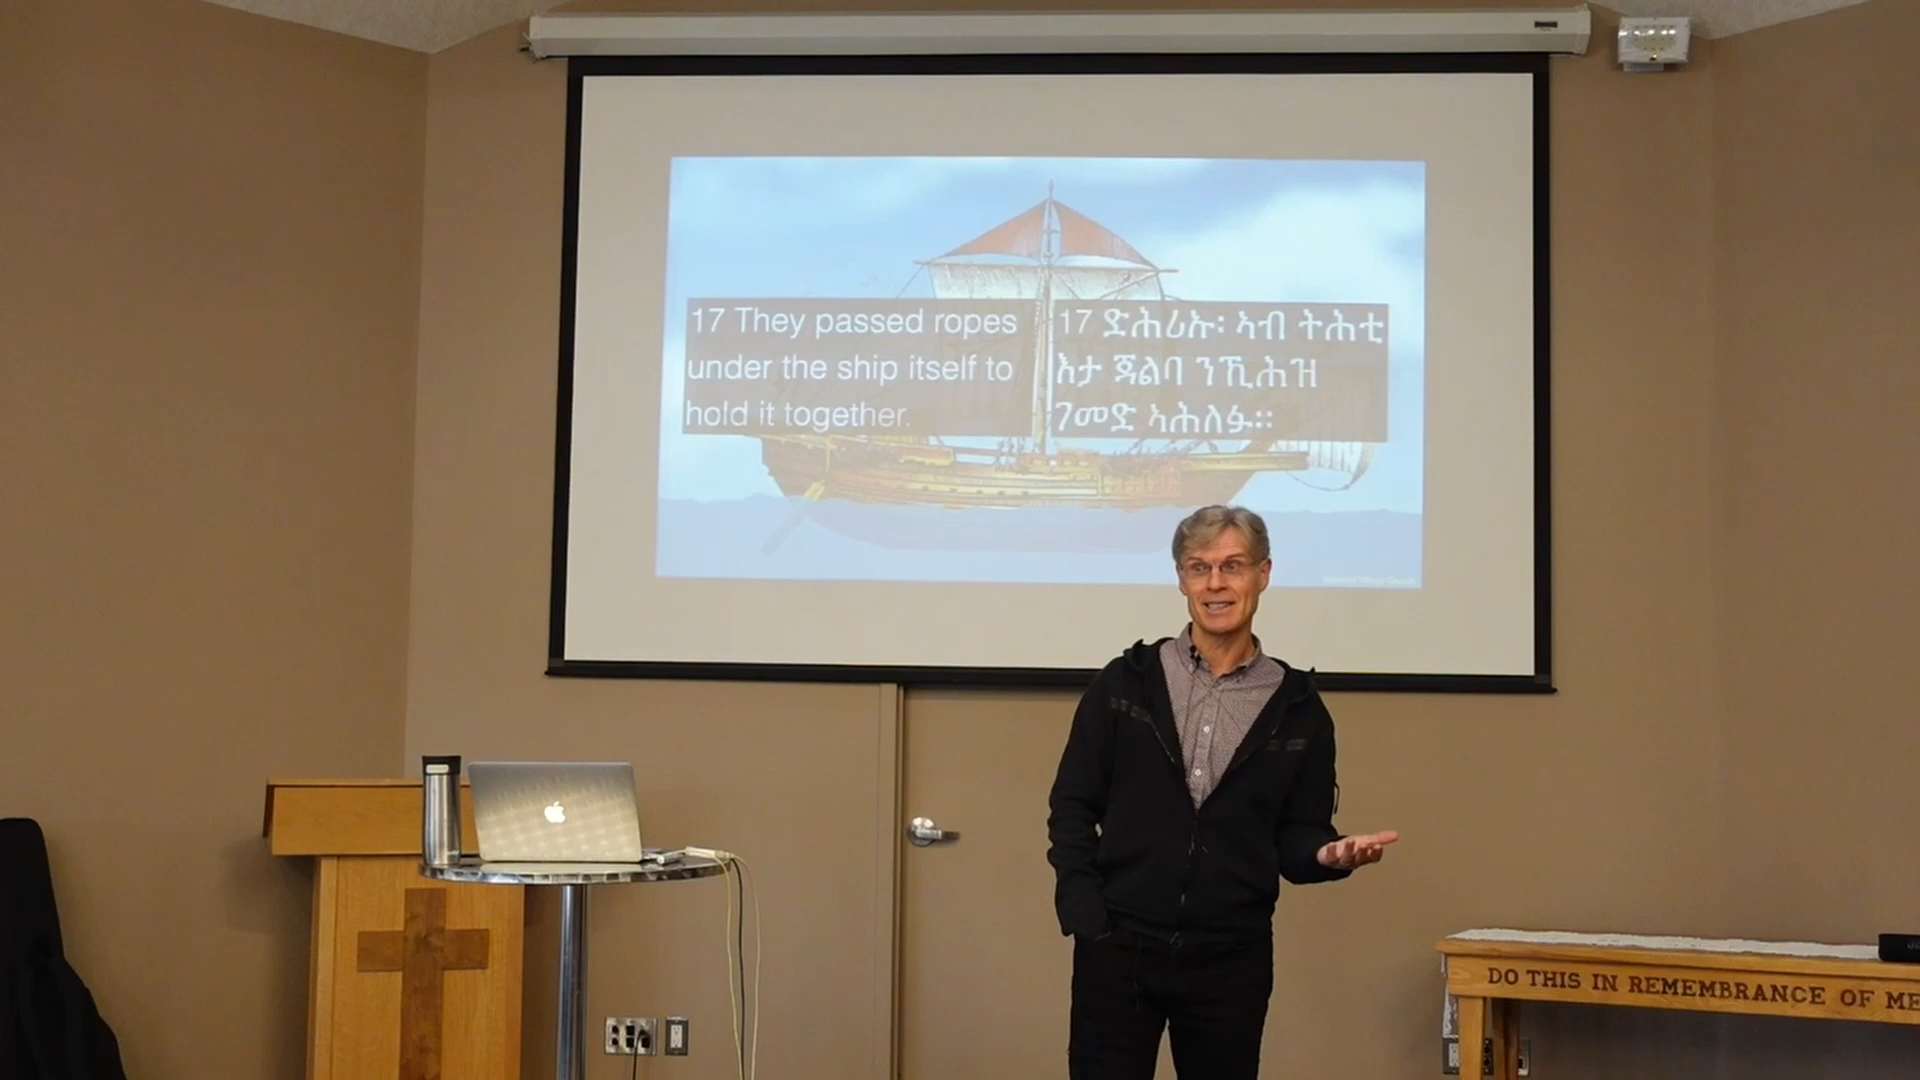 17 They passed ropes
under the ship itself to
hold it together.
17 ድሕሪኡ፡ ኣብ ትሕቲ
እታ ጃልባ ንኺሕዝ
ገመድ ኣሕለፉ።
DO THIS IN REMEMBRANCE OF ME